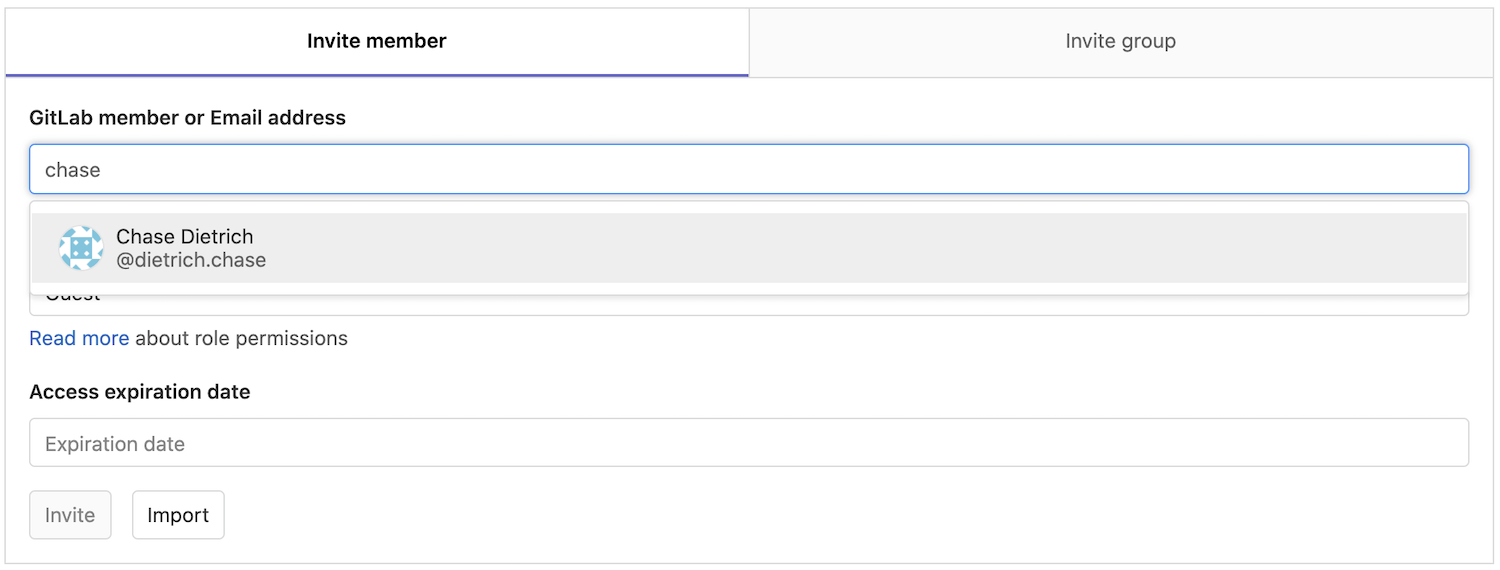 Invite member
Invite group
GitLab member or Email address
chase
Chase Dietrich
@dietrich.chase
Guest
Read more about role permissions
Access expiration date
Expiration date
Invite
Import